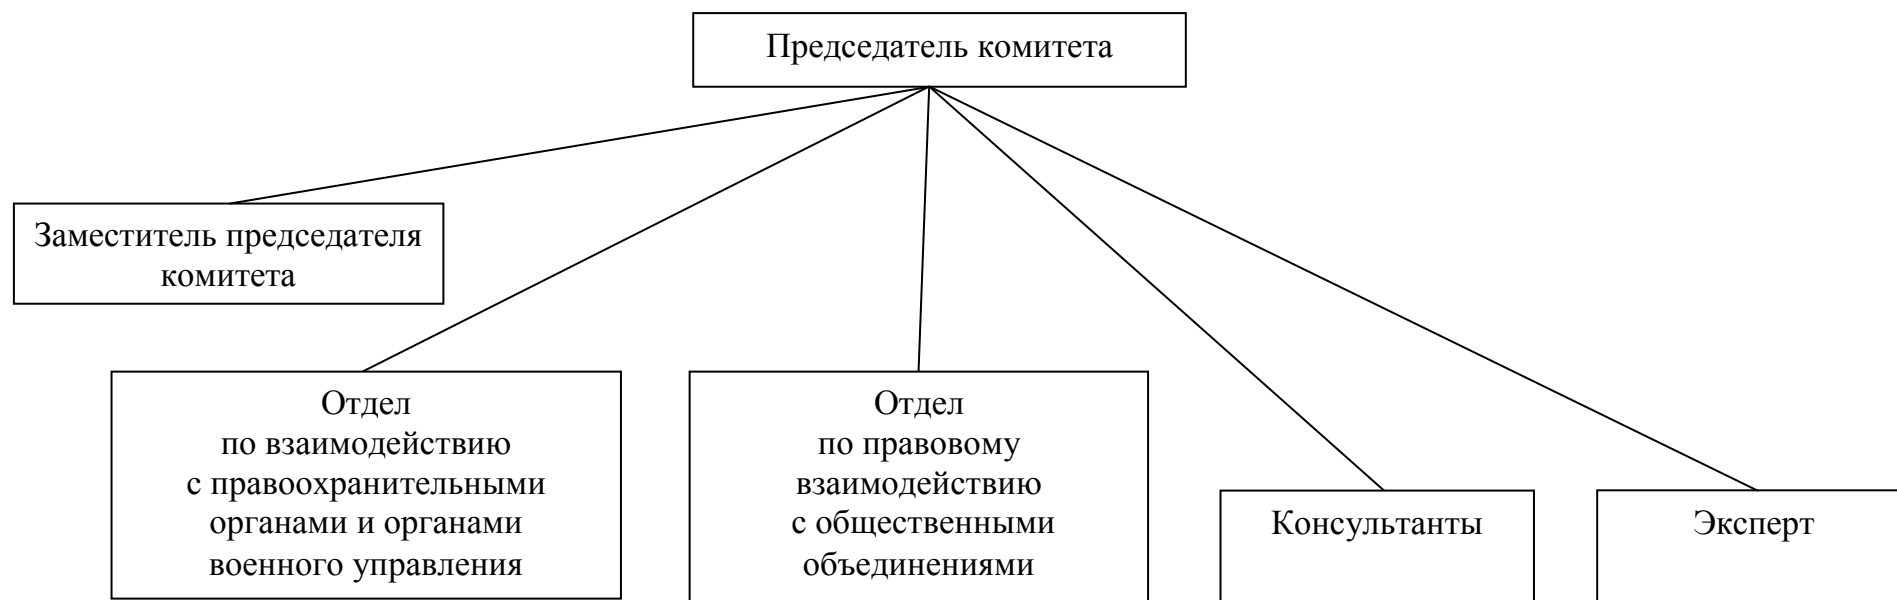 Председатель комитета
Заместитель председателя
комитета
Отдел
по взаимодействию
с правоохранительными
органами и органами
военного управления
Отдел
по правовому
взаимодействию
с общественными
объединениями
Консультанты
Эксперт